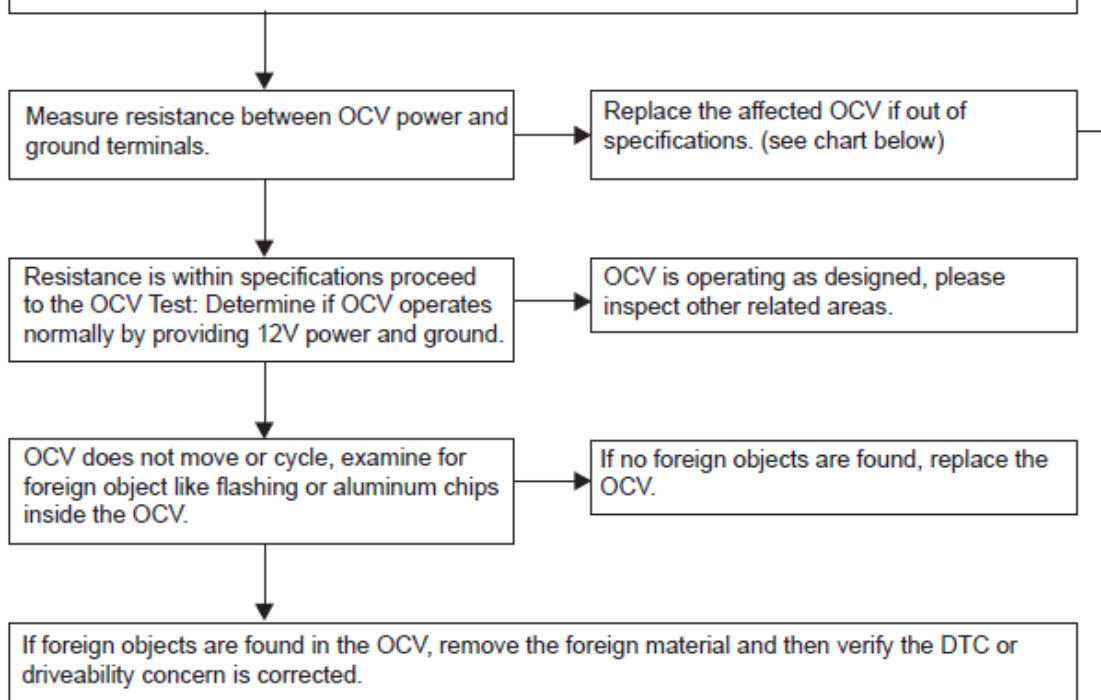 Measure resistance between OCV power and
ground terminals.
Replace the affected OCV if out of
specifications. (see chart below)
Resistance is within specifications proceed
to the OCV Test: Determine if OCV operates
normally by providing 12V power and ground.
OCV is operating as designed, please
inspect other related areas.
OCV does not move or cycle, examine for
foreign object like flashing or aluminum chips
inside the OCV.
If no foreign objects are found, replace the
OCV.
If foreign objects are found in the OCV, remove the foreign material and then verify the DTC or
driveability concern is corrected.